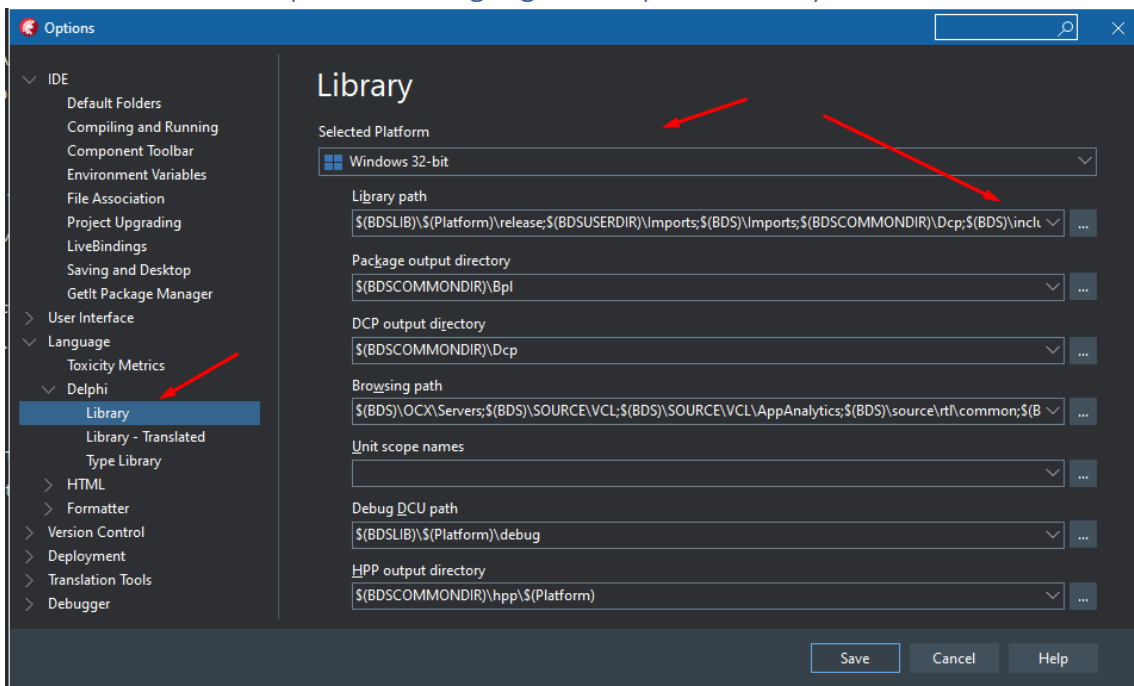 Options
IDE
Default Folders
Compiling and Running
Component Toolbar
Environment Variables
File Association
Project Upgrading
LiveBindings
Saving and Desktop
GetIt Package Manager
User Interface
Language
Toxicity Metrics
Delphi
Library
Library - Translated
Type Library
HTML
Formatter
Version Control
Deployment
Translation Tools
Debugger
Library
Selected Platform
Windows 32-bit
Library path
$(BDSLIB)\$(Platform)\release;$(BDSUSERDIR)\Imports;$(BDS)\Imports;$(BDSCOMMONDIR)\Dcp;$(BDS)\inclu
...
Package output directory
$(BDSCOMMONDIR)\Bpl
...
DCP output directory
$(BDSCOMMONDIR)\Dcp
...
Browsing path
$(BDS)\OCX\Servers;$(BDS)\SOURCE\VCL;$(BDS)\SOURCE\VCL\AppAnalytics;$(BDS)\source\rtl\common;$(B
...
Unit scope names
...
Debug DCU path
$(BDSLIB)\$(Platform)\debug
...
HPP output directory
$(BDSCOMMONDIR)\hpp\$(Platform)
...
Save
Cancel
Help